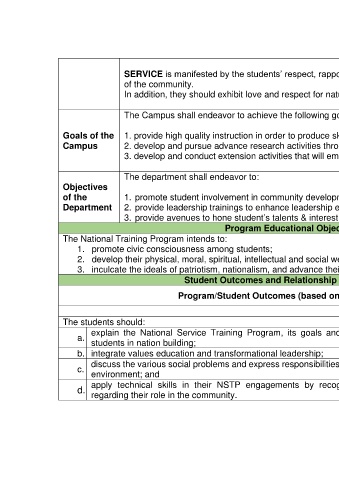 SERVICE is manifested by the students' respect, rappo
of the community.
In addition, they should exhibit love and respect for nat
Goals of the
Campus
The Campus shall endeavor to achieve the following go
1. provide high quality instruction in order to produce sk
2. develop and pursue advance research activities thro
3. develop and conduct extension activities that will em
Objectives
of the
Department
The department shall endeavor to:
1. promote student involvement in community developm
2. provide leadership trainings to enhance leadership e
3. provide avenues to hone student's talents & interest
Program Educational Objec
The National Training Program intends to:
1. promote civic consciousness among students;
2. develop their physical, moral, spiritual, intellectual and social we
3. inculcate the ideals of patriotism, nationalism, and advance thei
Student Outcomes and Relationship
Program/Student Outcomes (based on
The students should:
a. explain the National Service Training Program, its goals and
students in nation building;
b. integrate values education and transformational leadership;
c. discuss the various social problems and express responsibilities
environment; and
d. apply technical skills in their NSTP engagements by recog
regarding their role in the community.